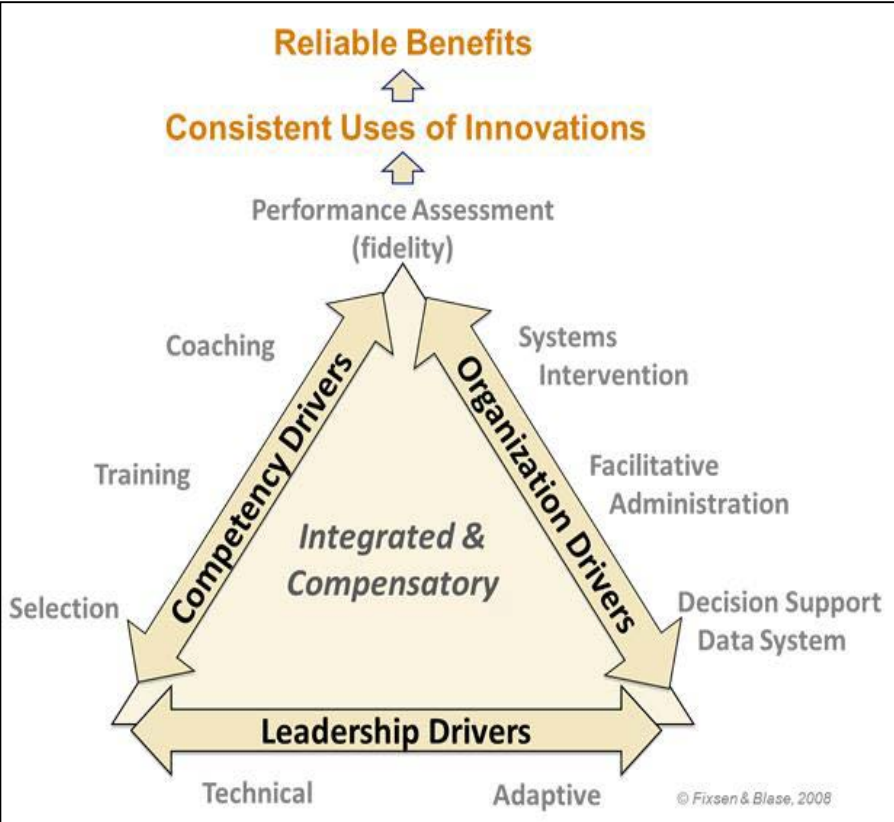 Reliable Benefits
Consistent Uses of Innovations
Performance Assessment
(fidelity)
Coaching
Training
Selection
Competency Drivers
Systems
Intervention
Facilitative
Administration
Decision Support
Data System
Organization Drivers
Integrated &
Compensatory
Leadership Drivers
Technical
Adaptive
© Fixsen & Blase, 2008